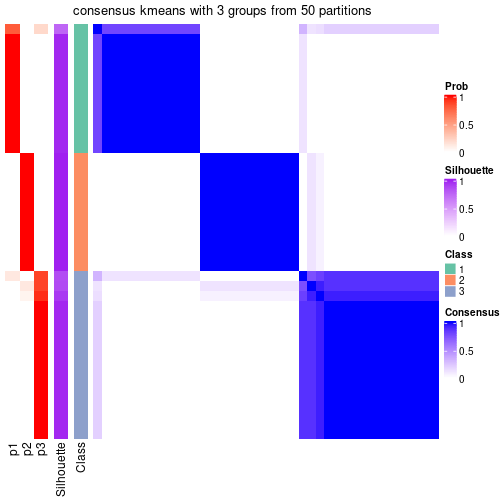 consensus kmeans with 3 groups from 50 partitions
Prob
1
0.5
0
Silhouette
1
0.5
0
Class
1
2
3
Consensus
1
0.5
0
p1
p2
p3
Silhouette
Class